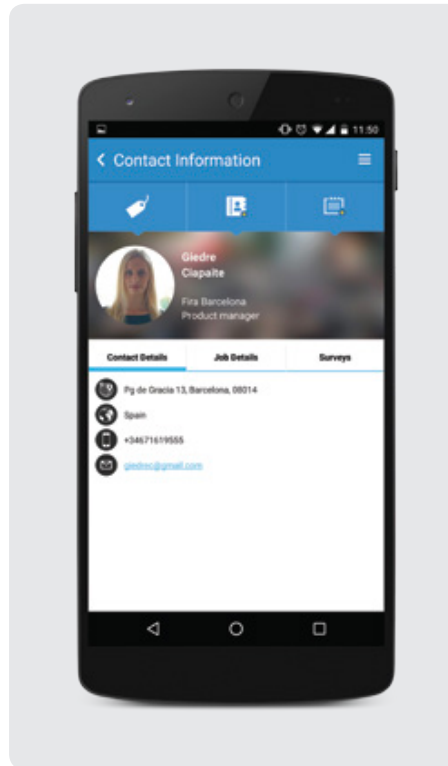 11:50
Contact Information
Giedre
Ciapaite
Fira Barcelona
Product manager
Contact Details Job Details Surveys
Pg de Gracia 13, Barcelona, 08014
Spain
+34671619555
giedrec@gmail.com